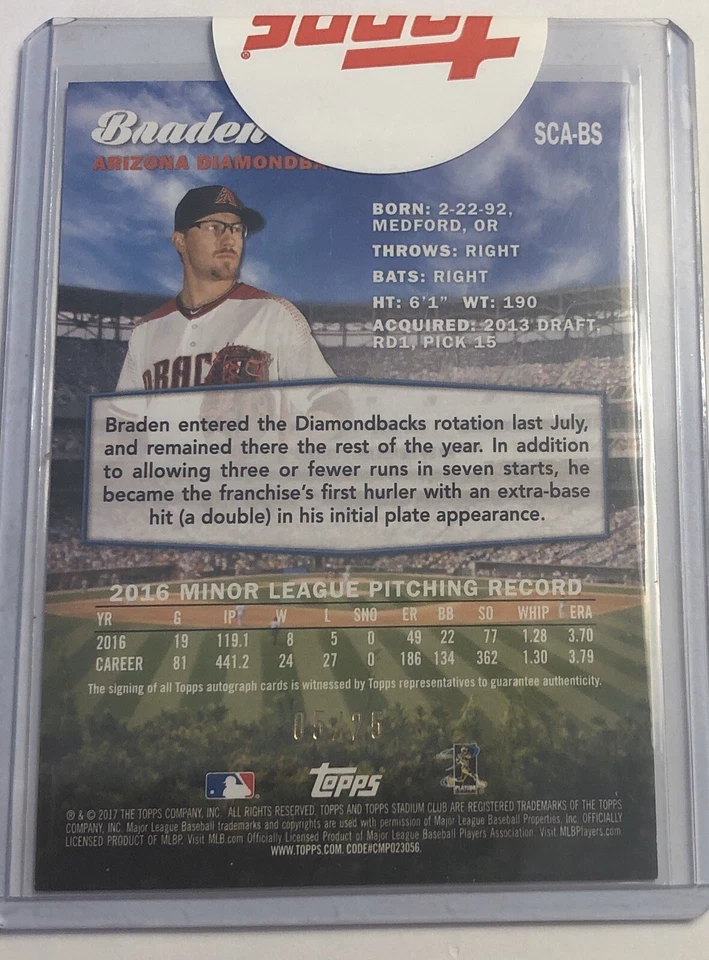 Topps®
Braden
SCA-BS
ARIZONA DIAMONDBA
BORN: 2-22-92,
MEDFORD, OR
THROWS: RIGHT
BATS: RIGHT
HT: 6'1" WT: 190
ACQUIRED: 2013 DRAFT,
RD1, PICK 15
A
DBAC
Braden entered the Diamondbacks rotation last July,
and remained there the rest of the year. In addition
to allowing three or fewer runs in seven starts, he
became the franchise's first hurler with an extra-base
hit (a double) in his initial plate appearance.
2016 MINOR LEAGUE PITCHING RECORD
YR G IP W L SHO ER BB SO WHIP ERA
2016 19 119.1 8 5 0 49 22 77 1.28 3.70
CAREER 81 441.2 24 27 0 186 134 362 1.30 3.79
The signing of all Topps autograph cards is witnessed by Topps representatives to guarantee authenticity.
05/25
Topps
PLAYERS
® & © 2017 THE TOPPS COMPANY, INC. ALL RIGHTS RESERVED. TOPPS AND TOPPS STADIUM CLUB ARE REGISTERED TRADEMARKS OF THE TOPPS
COMPANY, INC. Major League Baseball trademarks and copyrights are used with permission of Major League Baseball Properties, Inc. OFFICIALLY
LICENSED PRODUCT OF MLBP. Visit MLB.com Officially Licensed Product of Major League Baseball Players Association. Visit MLBPlayers.com
WWW.TOPPS.COM. CODE#CMP023056.